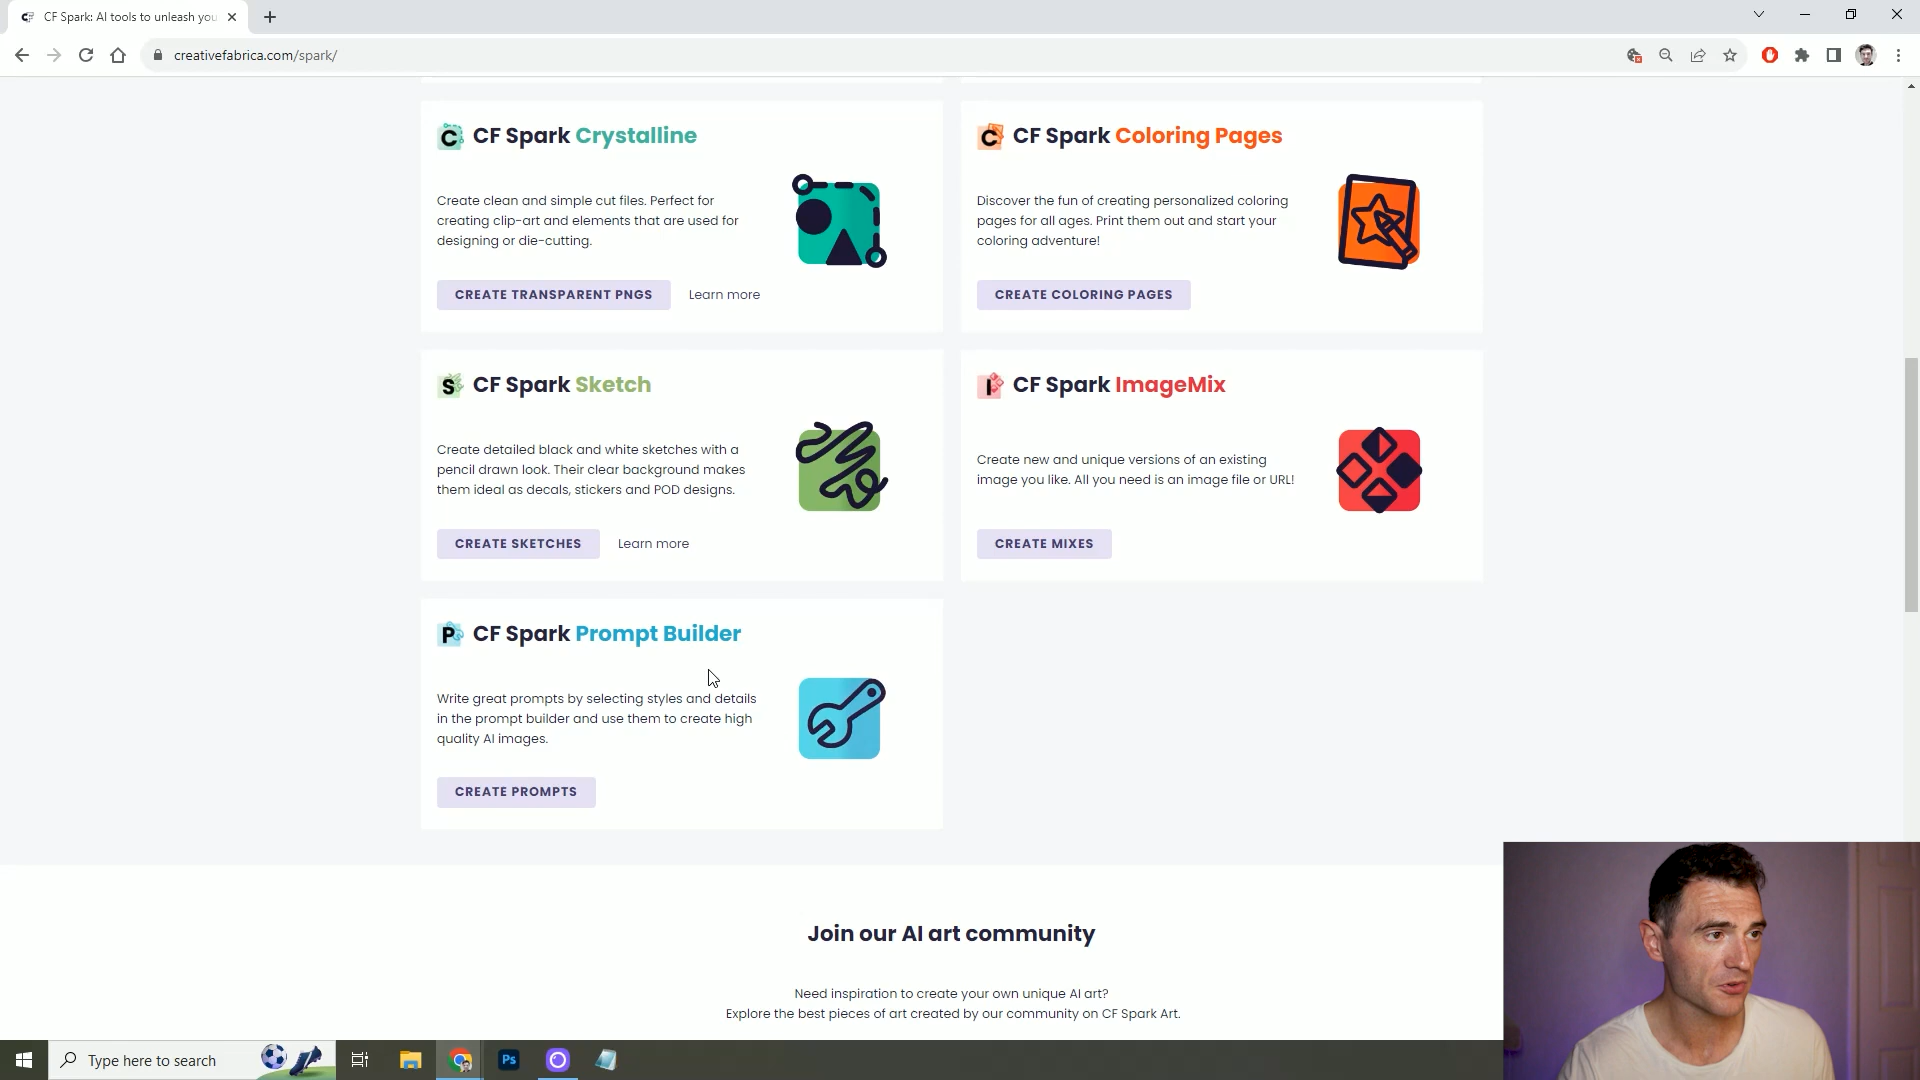 CF Spark: AI tools to unleash you
creativefabrica.com/spark/
CF Spark Crystalline
Create clean and simple cut files. Perfect for
creating clip-art and elements that are used for
designing or die-cutting.
CREATE TRANSPARENT PNGS
Learn more
CF Spark Coloring Pages
Discover the fun of creating personalized coloring
pages for all ages. Print them out and start your
coloring adventure!
CREATE COLORING PAGES
CF Spark Sketch
Create detailed black and white sketches with a
pencil drawn look. Their clear background makes
them ideal as decals, stickers and POD designs.
CREATE SKETCHES
Learn more
CF Spark ImageMix
Create new and unique versions of an existing
image you like. All you need is an image file or URL!
CREATE MIXES
CF Spark Prompt Builder
Write great prompts by selecting styles and details
in the prompt builder and use them to create high
quality AI images.
CREATE PROMPTS
Join our AI art community
Need inspiration to create your own unique AI art?
Explore the best pieces of art created by our community on CF Spark Art.
Type here to search
Ps